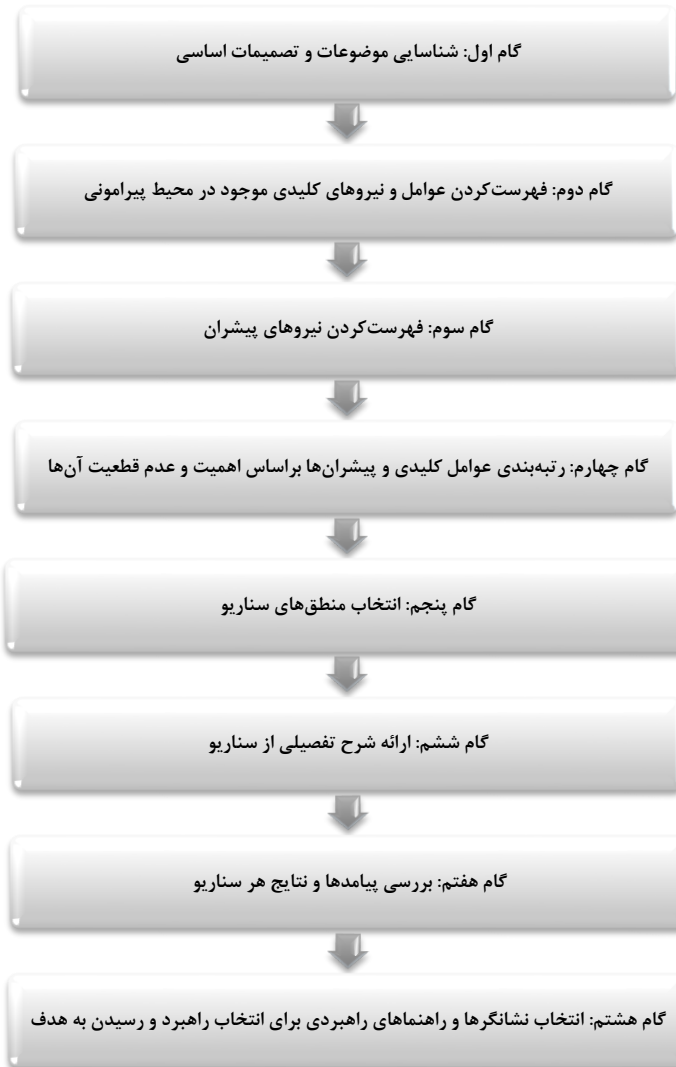 گام اول: شناسایی موضوعات و تصمیمات اساسی
گام دوم: فهرست‌کردن عوامل و نیروهای کلیدی موجود در محیط پیرامونی
گام سوم: فهرست‌کردن نیروهای پیشران
گام چهارم: رتبه‌بندی عوامل کلیدی و پیشران‌ها براساس اهمیت و عدم قطعیت آن‌ها
گام پنجم: انتخاب منطق‌های سناریو
گام ششم: ارائه شرح تفصیلی از سناریو
گام هفتم: بررسی پیامدها و نتایج هر سناریو
گام هشتم: انتخاب نشانگرها و راهنماهای راهبردی برای انتخاب راهبرد و رسیدن به هدف